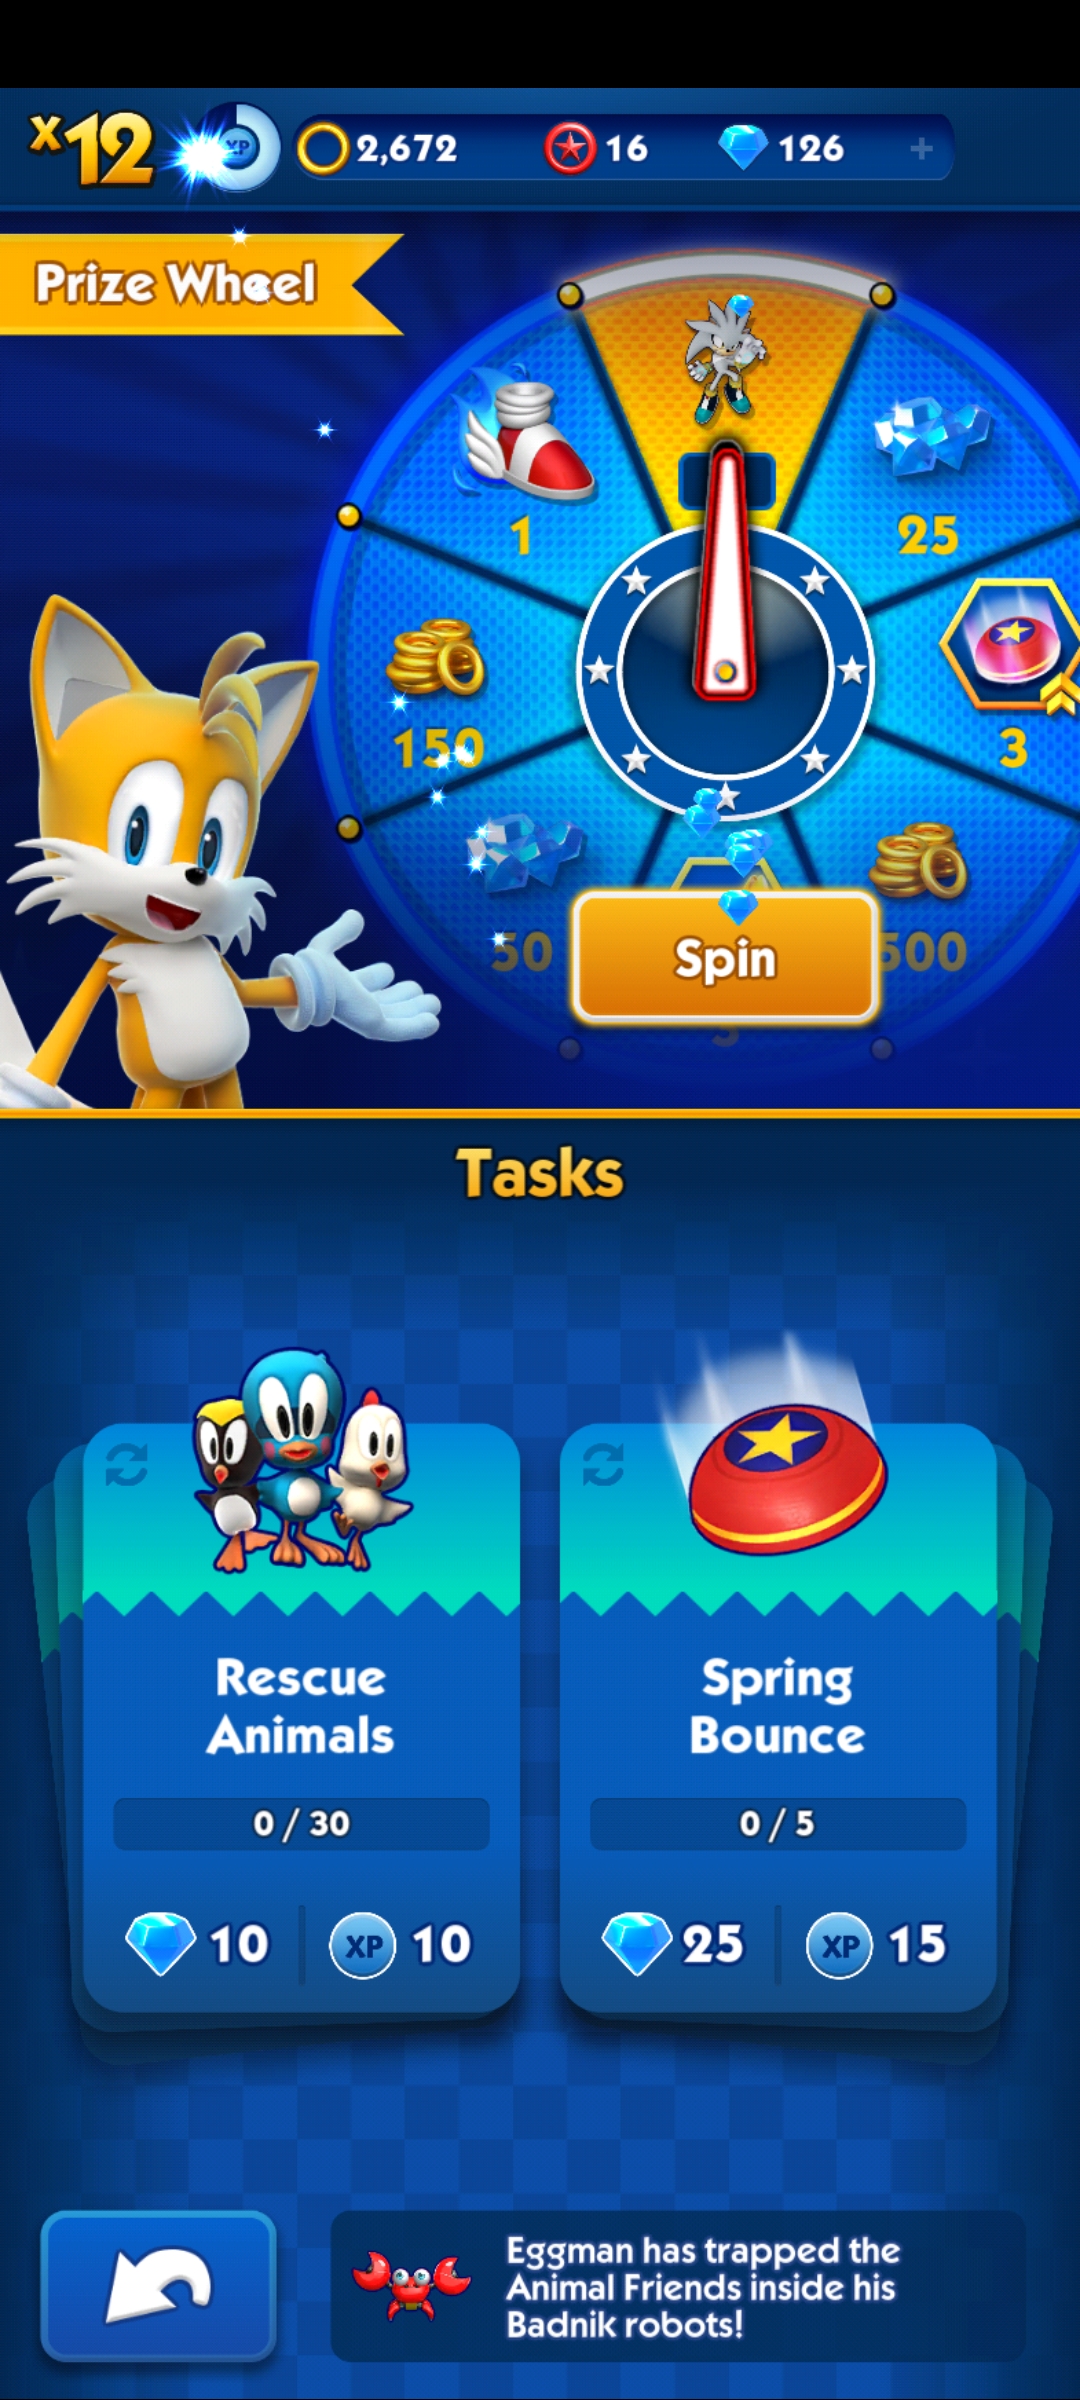 x12
XP
2,672
16
126
+
Prize Wheel
1
25
150
3
50
500
Spin
3
Tasks
Rescue
Animals
0 / 30
10
XP
10
Spring
Bounce
0 / 5
25
XP
15
Eggman has trapped the
Animal Friends inside his
Badnik robots!